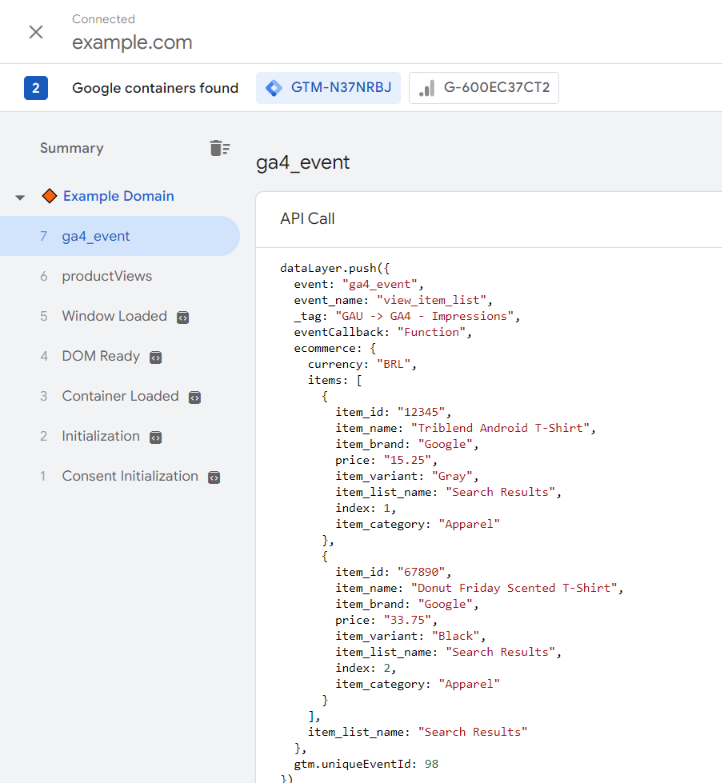 Connected
example.com
2 Google containers found GTM-N37NRBJ G-600EC37CT2
Summary
Example Domain
7 ga4_event
6 productViews
5 Window Loaded
4 DOM Ready
3 Container Loaded
2 Initialization
1 Consent Initialization
ga4_event
API Call
dataLayer.push({
event: "ga4_event",
event_name: "view_item_list",
_tag: "GAU -> GA4 - Impressions",
eventCallback: "Function",
ecommerce: {
currency: "BRL",
items: [
{
item_id: "12345",
item_name: "Triblend Android T-Shirt",
item_brand: "Google",
price: "15.25",
item_variant: "Gray",
item_list_name: "Search Results",
index: 1,
item_category: "Apparel"
},
{
item_id: "67890",
item_name: "Donut Friday Scented T-Shirt",
item_brand: "Google",
price: "33.75",
item_variant: "Black",
item_list_name: "Search Results",
index: 2,
item_category: "Apparel"
}
],
item_list_name: "Search Results"
},
gtm.uniqueEventId: 98
})